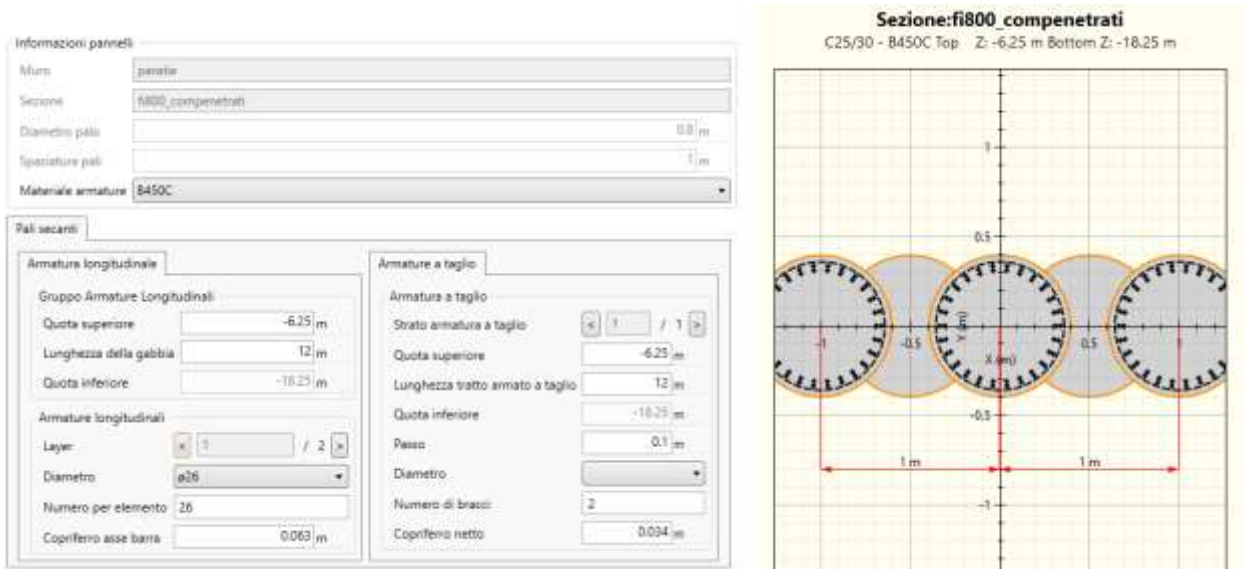 Informazioni pannelli
Muro paratia
Sezione fi800_compenetrati
Diametro palo 0.8 m
Spaziatura pali 1 m
Materiale armature B450C
Pali secanti
Armatura longitudinale
Gruppo Armature Longitudinali
Quota superiore -6.25 m
Lunghezza della gabbia 12 m
Quota inferiore -18.25 m
Armature longitudinali
Layer < 1 / 2 >
Diametro ø26
Numero per elemento 26
Copriferro asse barra 0.063 m
Armature a taglio
Armatura a taglio
Strato armatura a taglio < 1 / 1 >
Quota superiore -6.25 m
Lunghezza tratto armato a taglio 12 m
Quota inferiore -18.25 m
Passo 0.1 m
Diametro
Numero di bracci 2
Copriferro netto 0.034 m
Sezione:fi800_compenetrati
C25/30 - B450C Top Z: -6.25 m Bottom Z: -18.25 m
1
0.5
-1 -0.5 0.5 1
Y (m)
X (m)
-0.5
1 m 1 m
-1